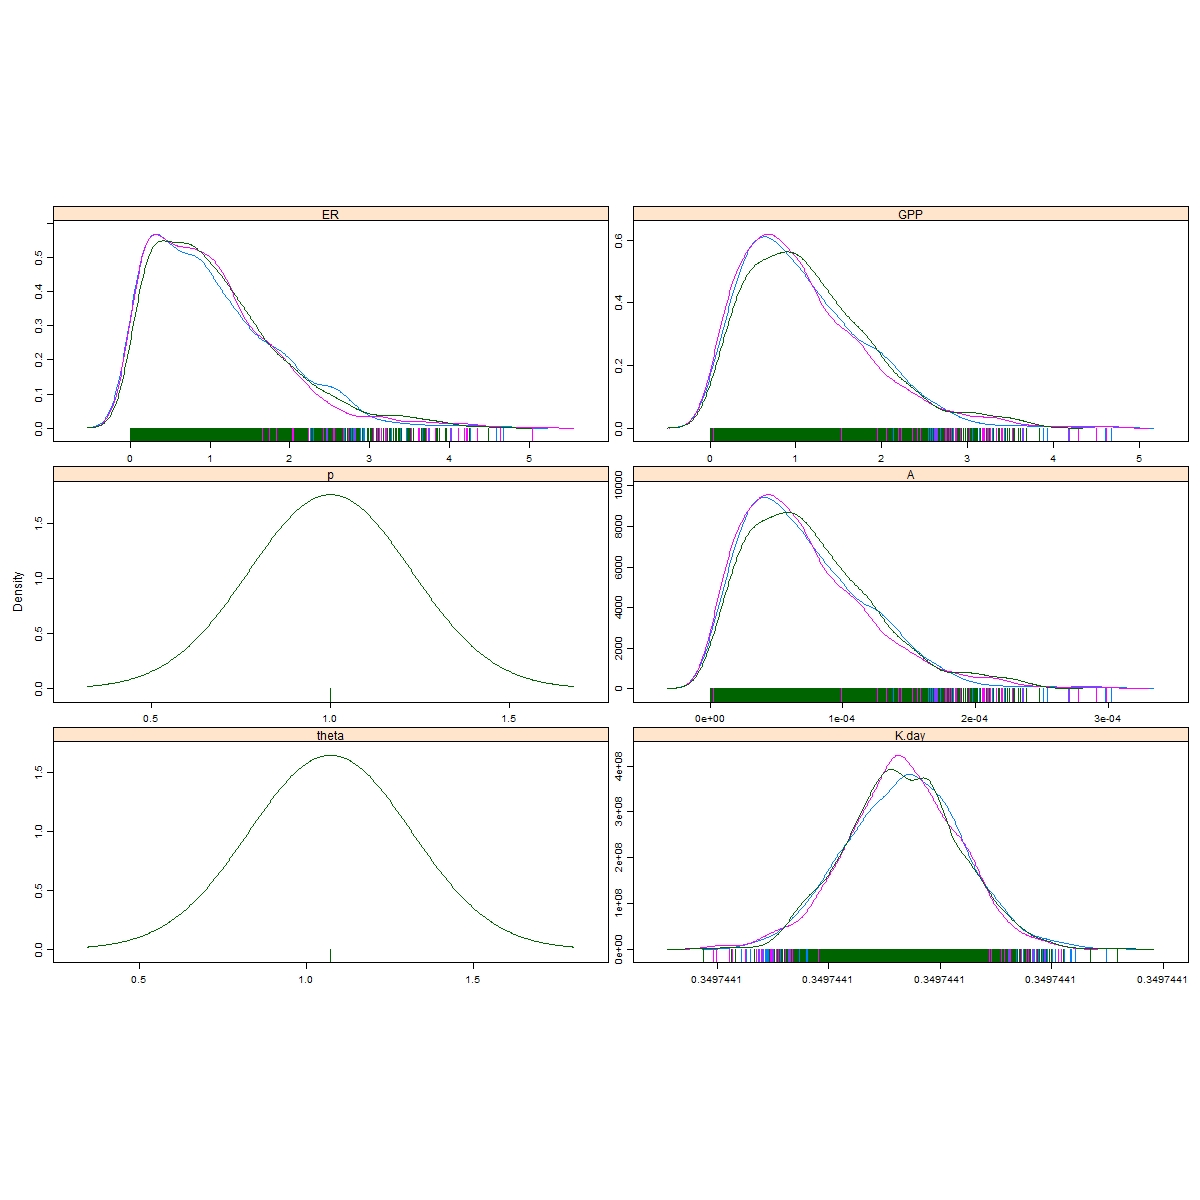 ER
0.0 0.1 0.2 0.3 0.4 0.5
0 1 2 3 4 5
GPP
0.0 0.2 0.4 0.6
0 1 2 3 4 5
Density
p
0.0 0.5 1.0 1.5
0.5 1.0 1.5
A
0 2000 4000 6000 8000 10000
0e+00 1e-04 2e-04 3e-04
theta
0.0 0.5 1.0 1.5
0.5 1.0 1.5
K.day
0e+00 1e+08 2e+08 3e+08 4e+08
0.3497441 0.3497441 0.3497441 0.3497441 0.3497441